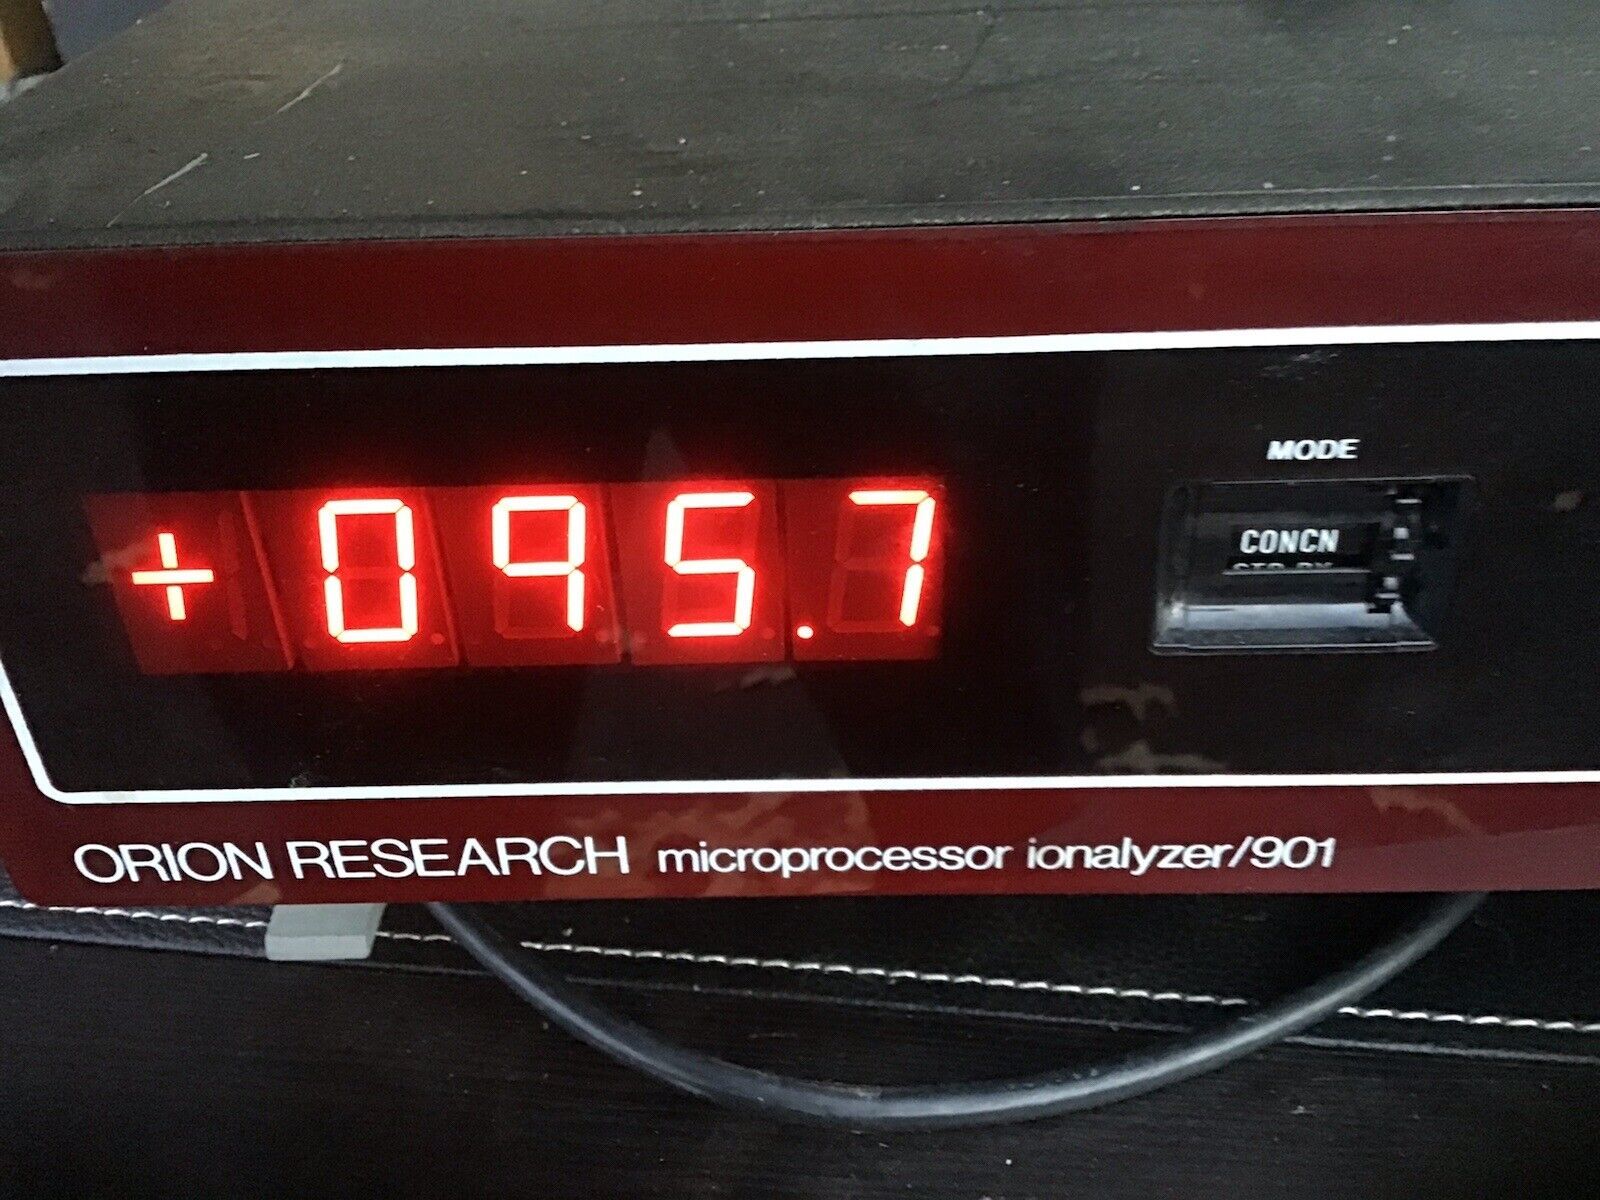 MODE
+095.7
CONCN
ORION RESEARCH microprocessor ionalyzer/901